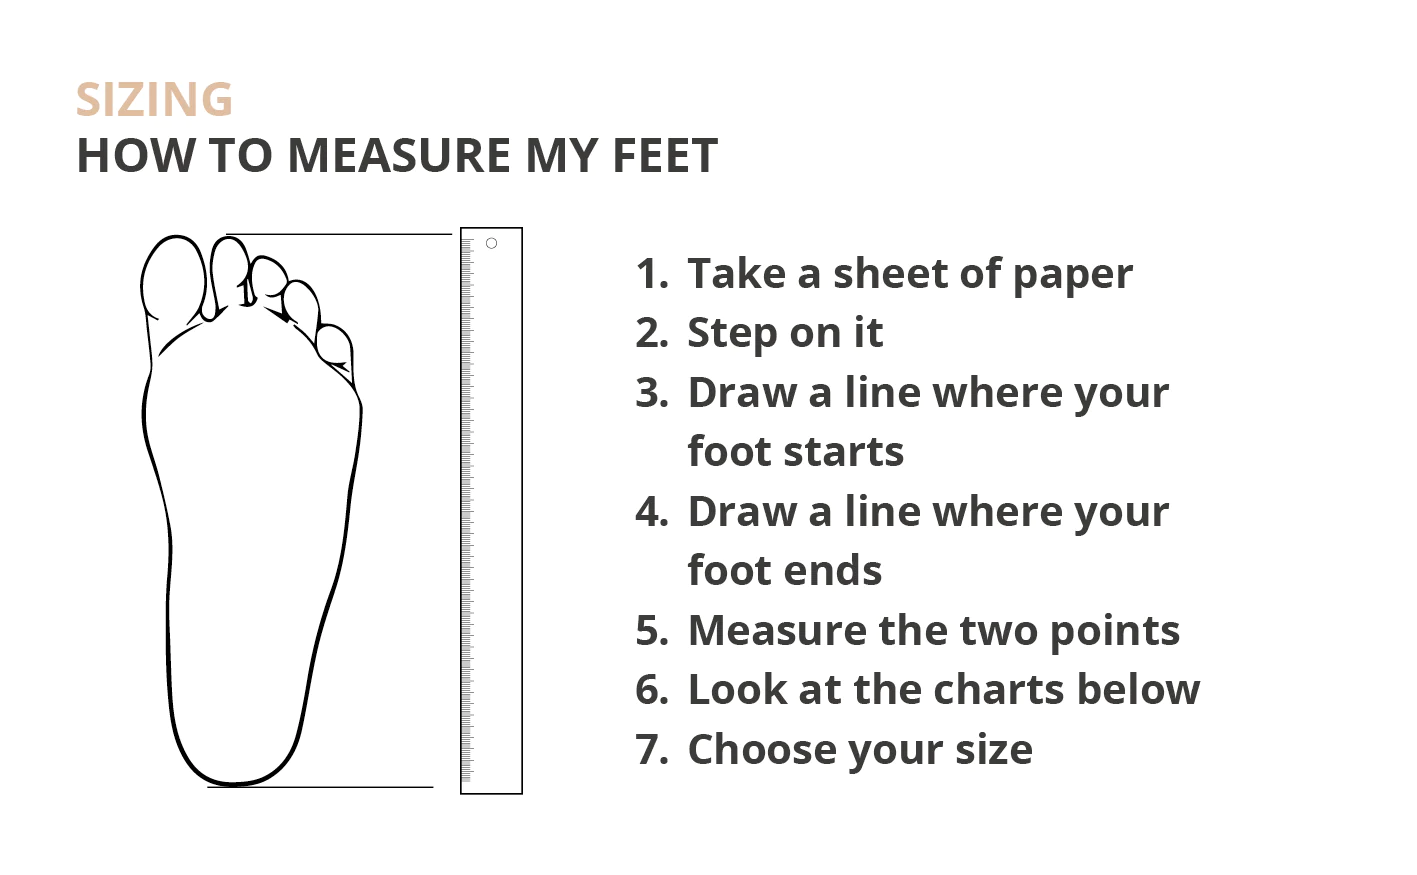 SIZING
HOW TO MEASURE MY FEET
1. Take a sheet of paper
2. Step on it
3. Draw a line where your
foot starts
4. Draw a line where your
foot ends
5. Measure the two points
6. Look at the charts below
7. Choose your size